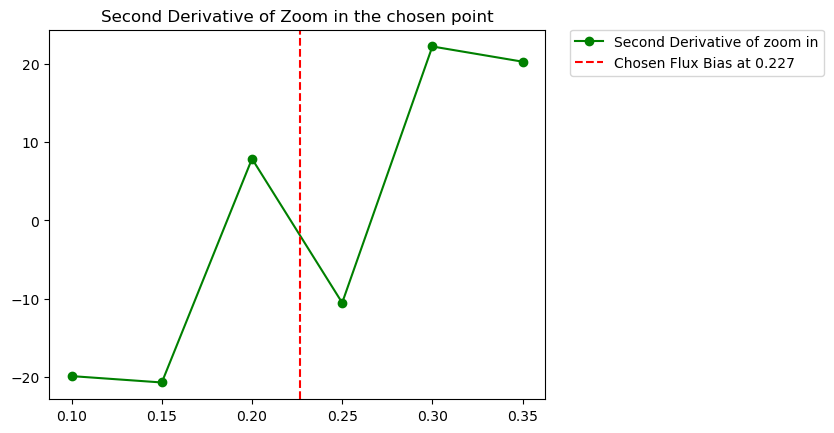 Second Derivative of Zoom in the chosen point
Second Derivative of zoom in
Chosen Flux Bias at 0.227
20
10
0
−10
−20
0.10 0.15 0.20 0.25 0.30 0.35